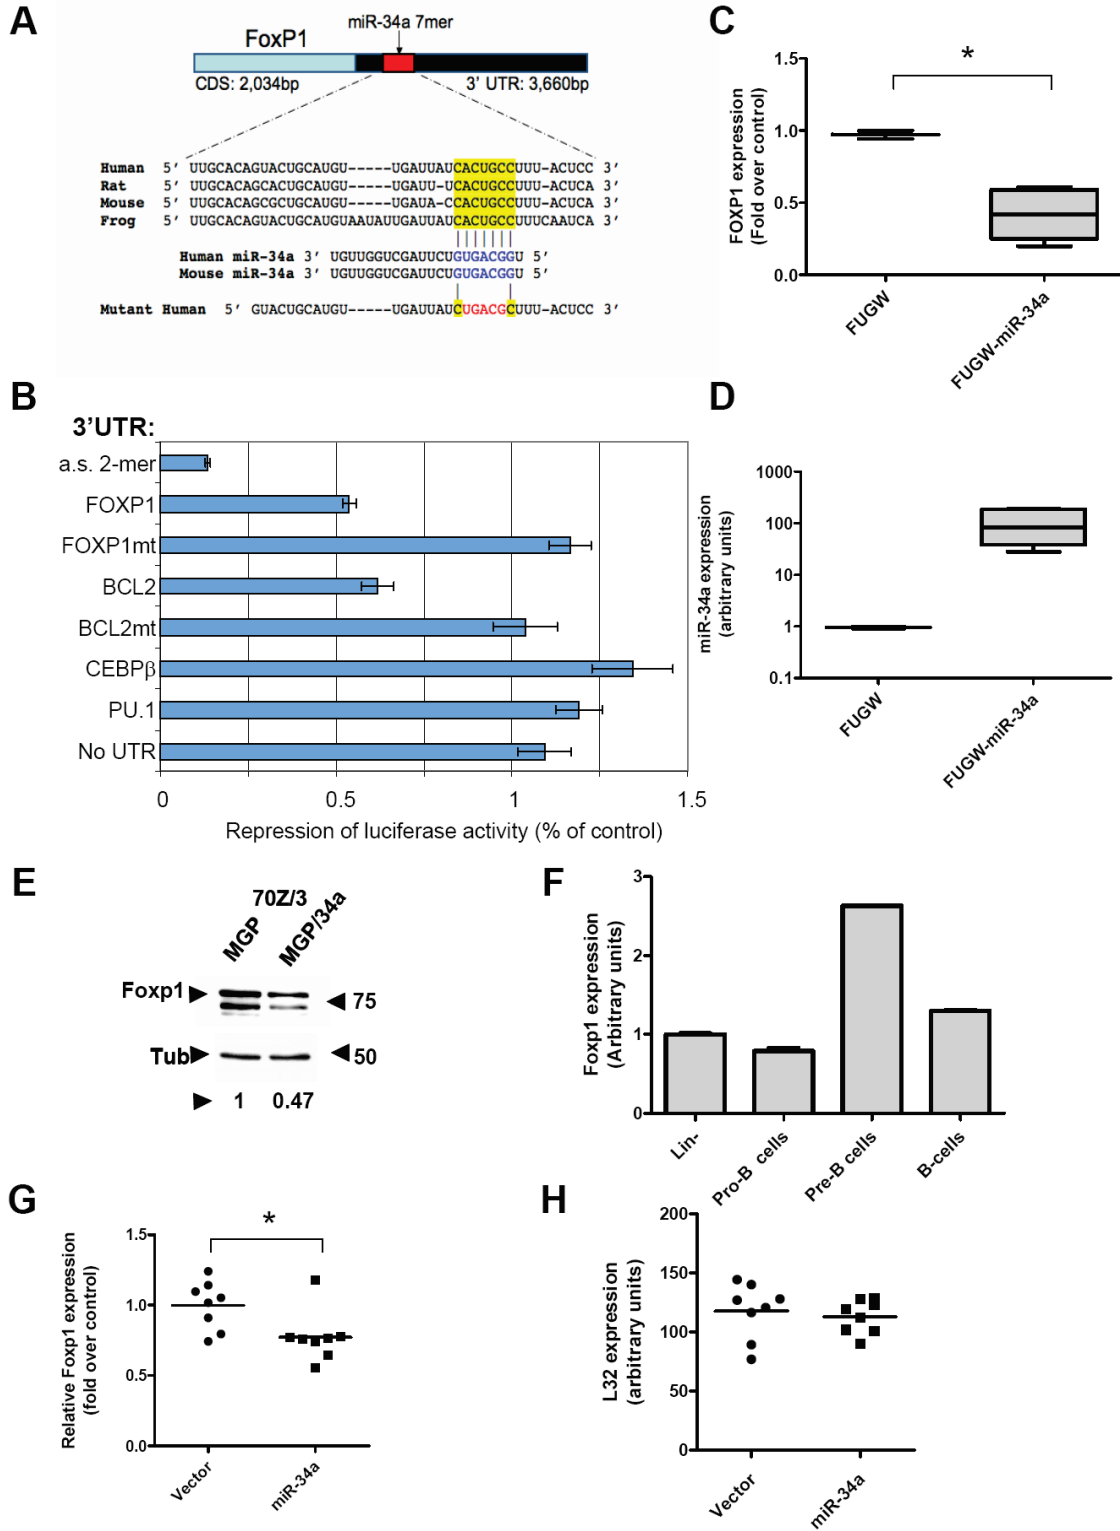 A
miR-34a 7mer
FoxP1
CDS: 2,034bp
3' UTR: 3,660bp
Human 5' UUGCACAGUACUGCAUGU-----UGAUUAUCACUGCCUUU-ACUCC 3'
Rat 5' UUGCACAGCACUGCAUGU-----UGAUU-UCACUGCCUUU-ACUCA 3'
Mouse 5' UUGCACAGCGCUGCAUGU-----UGAUA-CCACUGCCUUU-ACUCA 3'
Frog 5' UUGCACAGUACUGCAUGUAAUAUUGAUUAUCACUGCCUUUCAAUCA 3'
Human miR-34a 3' UGUUGGUCGAUUCUGUGACGGU 5'
Mouse miR-34a 3' UGUUGGUCGAUUCUGUGACGGU 5'
Mutant Human 5' GUACUGCAUGU-----UGAUUAUCUGACGCUUU-ACUCC 3'
B
3'UTR:
a.s. 2-mer
FOXP1
FOXP1mt
BCL2
BCL2mt
CEBPβ
PU.1
No UTR
0
0.5
1
1.5
Repression of luciferase activity (% of control)
C
FOXP1 expression
(Fold over control)
1.5
1.0
0.5
0.0
*
FUGW
FUGW-miR-34a
D
miR-34a expression
(arbitrary units)
1000
100
10
1
0.1
FUGW
FUGW-miR-34a
E
70Z/3
MGP
MGP/34a
Foxp1
75
Tub
50
1 0.47
F
Foxp1 expression
(Arbitrary units)
3
2
1
0
Lin-
Pro-B cells
Pre-B cells
B-cells
G
Relative Foxp1 expression
(fold over control)
1.5
1.0
0.5
0.0
*
Vector
miR-34a
H
L32 expression
(arbitrary units)
200
150
100
50
0
Vector
miR-34a